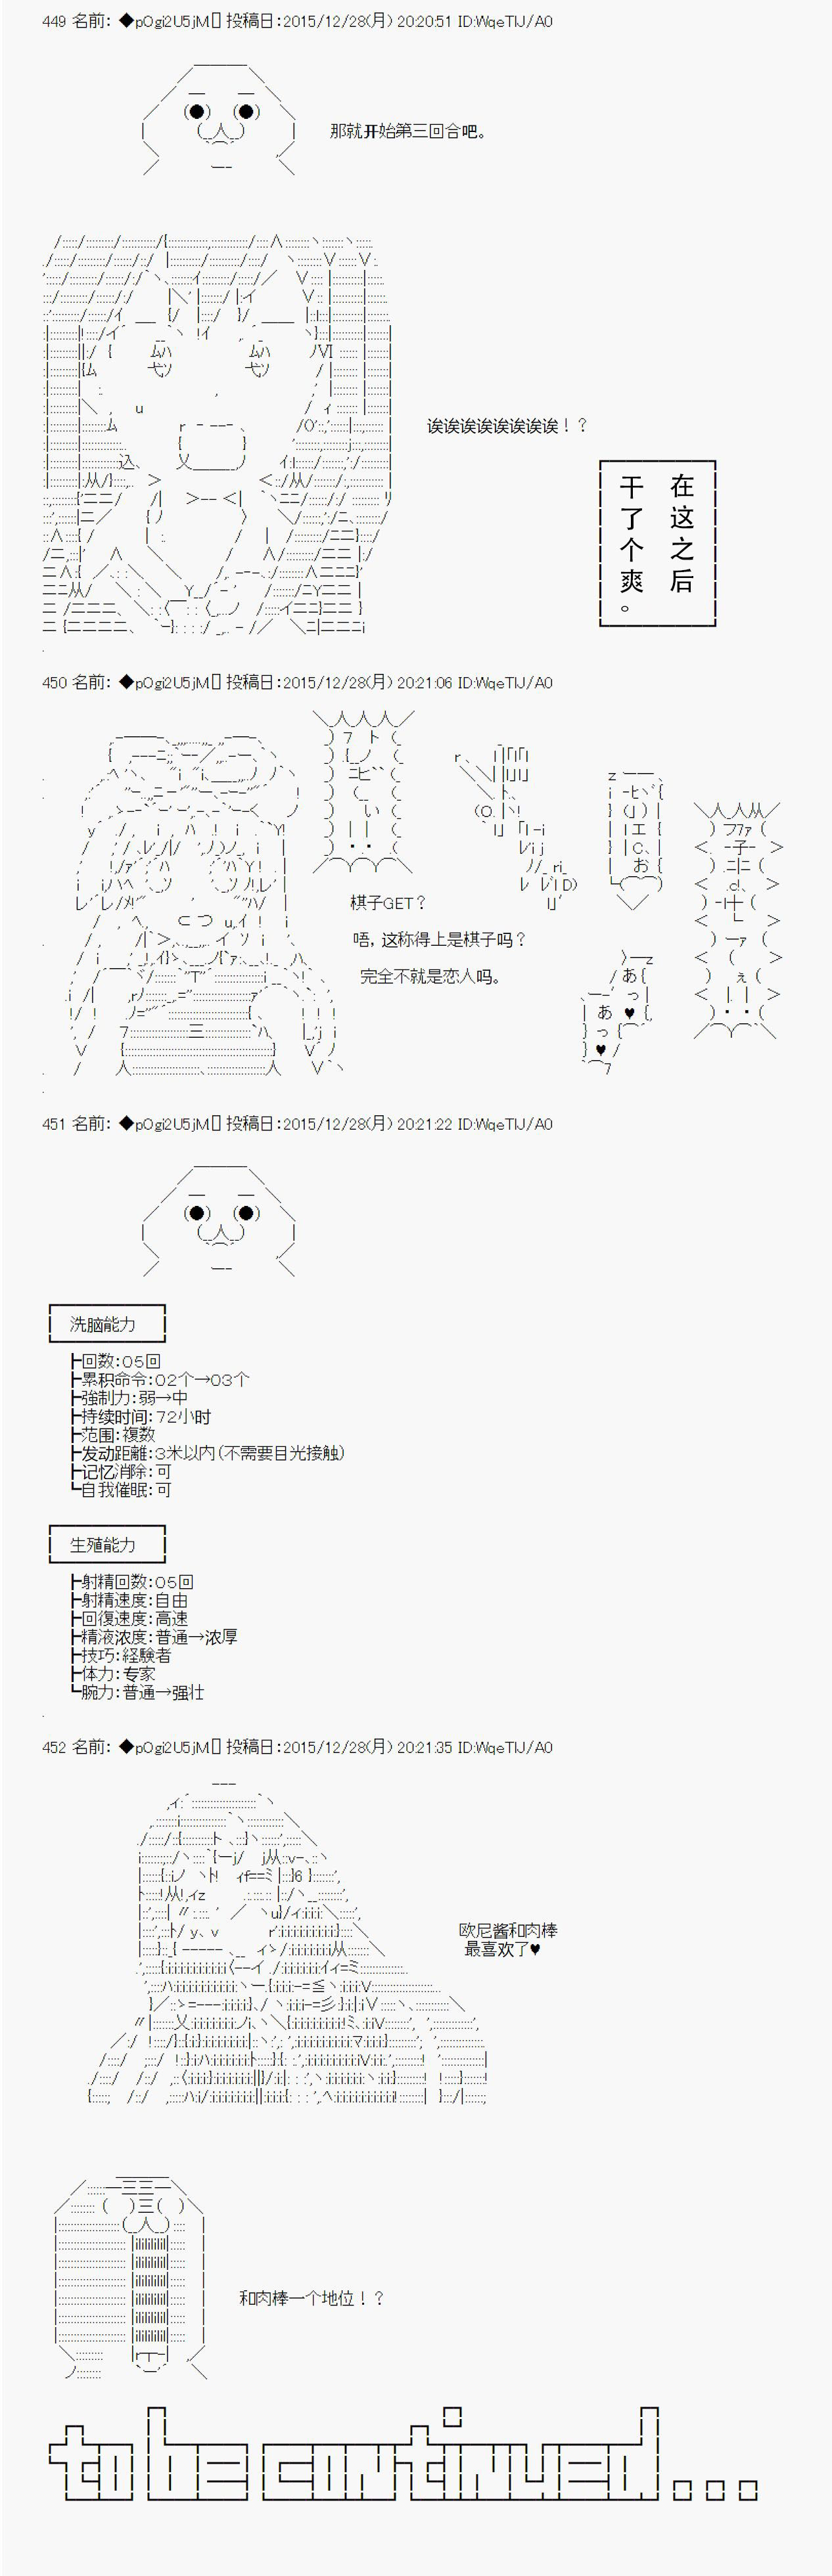 449 名前：◆pOgi2U5jM 投稿日：2015/12/28(月) 20:20:51 ID:WqeTIJ/A0
那就开始第三回合吧。
诶诶诶诶诶诶诶诶！？
在这之后
干了个爽。
450 名前：◆pOgi2U5jM 投稿日：2015/12/28(月) 20:21:06 ID:WqeTIJ/A0
棋子GET？
唔，这称得上是棋子吗？
完全不就是恋人吗。
451 名前：◆pOgi2U5jM 投稿日：2015/12/28(月) 20:21:22 ID:WqeTIJ/A0
洗脑能力
┣回数：０５回
┣累积命令：０２个→０３个
┣強制力：弱→中
┣持续时间：７２小时
┣范围：複数
┣发动距離：３米以内（不需要目光接触）
┣记忆消除：可
┗自我催眠：可
生殖能力
┣射精回数：０５回
┣射精速度：自由
┣回復速度：高速
┣精液浓度：普通→浓厚
┣技巧：経験者
┣体力：专家
┗腕力：普通→强壮
452 名前：◆pOgi2U5jM 投稿日：2015/12/28(月) 20:21:35 ID:WqeTIJ/A0
欧尼酱和肉棒
最喜欢了♥
和肉棒一个地位！？
to be continued...